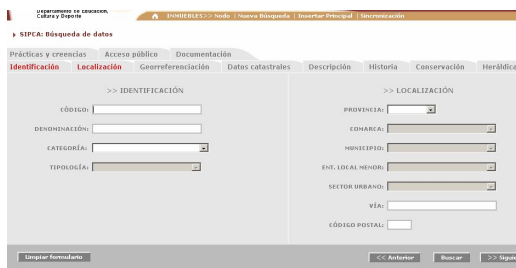 Departamento de Educación,
Cultura y Deporte
INMUEBLES>> Nodo | Nueva Búsqueda | Insertar Principal | Sincronización
SIPCA: Búsqueda de datos
Prácticas y creencias Acceso público Documentación
Identificación Localización Georreferenciación Datos catastrales Descripción Historia Conservación Heráldica
>> IDENTIFICACIÓN
CÓDIGO:
DENOMINACIÓN:
CATEGORÍA:
TIPOLOGÍA:
>> LOCALIZACIÓN
PROVINCIA:
COMARCA:
MUNICIPIO:
ENT. LOCAL MENOR:
SECTOR URBANO:
VÍA:
CÓDIGO POSTAL:
Limpiar formulario
<< Anterior Buscar >> Siguie